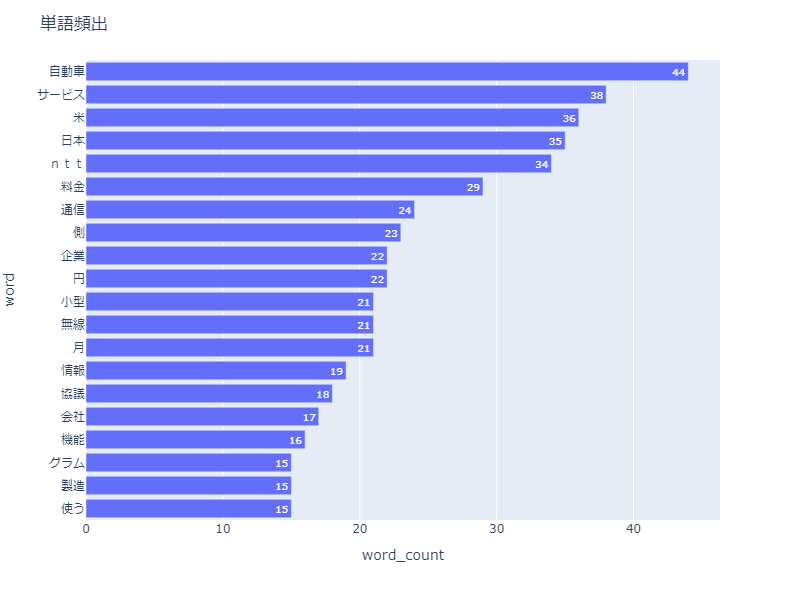 単語頻出
自動車 44
サービス 38
米 36
日本 35
ｎｔｔ 34
料金 29
通信 24
側 23
企業 22
円 22
小型 21
無線 21
月 21
情報 19
協議 18
会社 17
機能 16
グラム 15
製造 15
使う 15
0 10 20 30 40
word_count
word